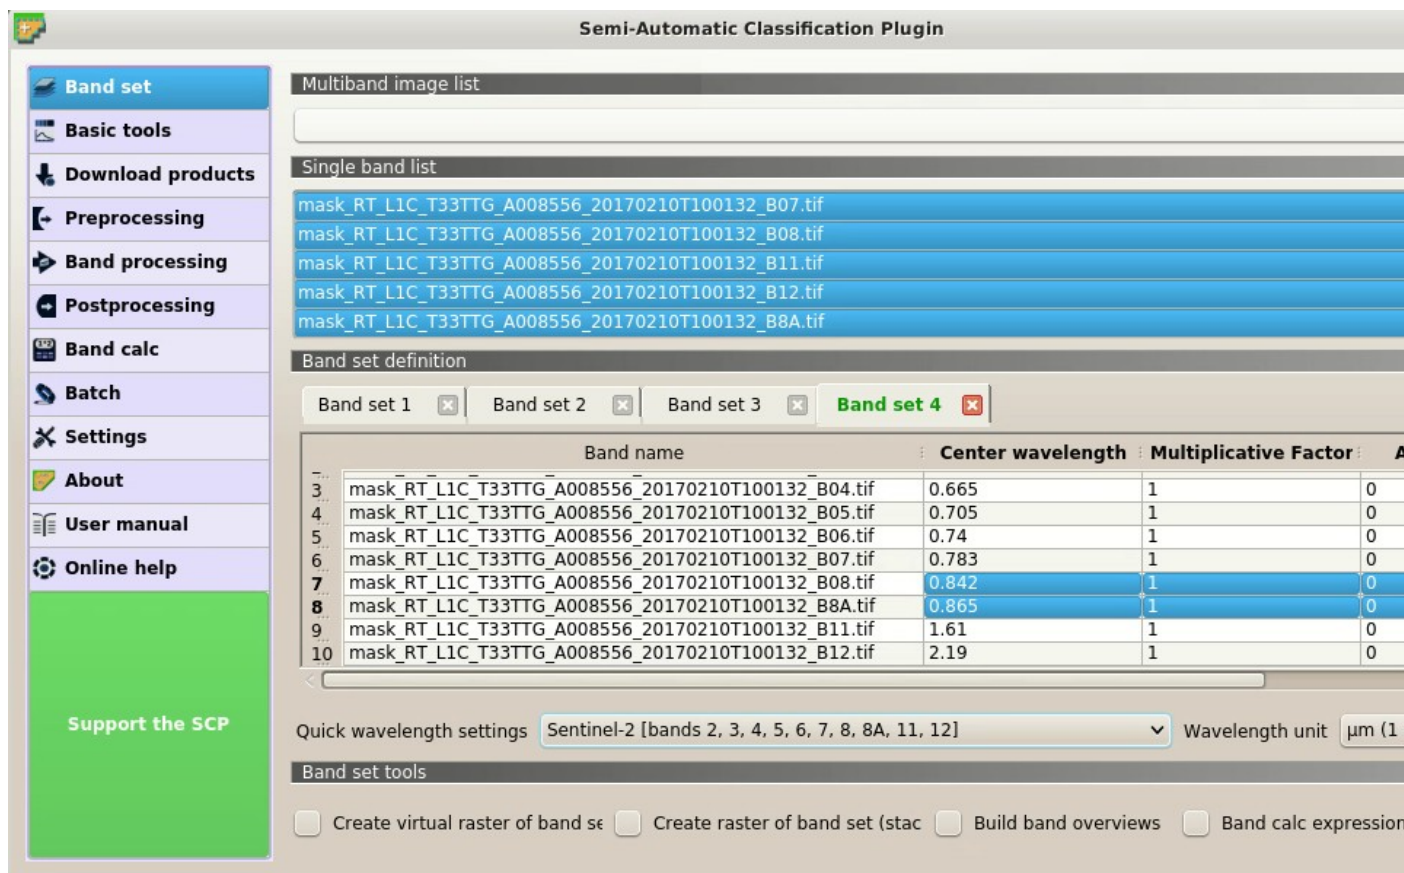 Semi-Automatic Classification Plugin
Band set
Basic tools
Download products
Preprocessing
Band processing
Postprocessing
Band calc
Batch
Settings
About
User manual
Online help
Support the SCP
Multiband image list
Single band list
mask_RT_L1C_T33TTG_A008556_20170210T100132_B07.tif
mask_RT_L1C_T33TTG_A008556_20170210T100132_B08.tif
mask_RT_L1C_T33TTG_A008556_20170210T100132_B11.tif
mask_RT_L1C_T33TTG_A008556_20170210T100132_B12.tif
mask_RT_L1C_T33TTG_A008556_20170210T100132_B8A.tif
Band set definition
Band set 1 Band set 2 Band set 3 Band set 4
Band name Center wavelength Multiplicative Factor A
3 mask_RT_L1C_T33TTG_A008556_20170210T100132_B04.tif 0.665 1 0
4 mask_RT_L1C_T33TTG_A008556_20170210T100132_B05.tif 0.705 1 0
5 mask_RT_L1C_T33TTG_A008556_20170210T100132_B06.tif 0.74 1 0
6 mask_RT_L1C_T33TTG_A008556_20170210T100132_B07.tif 0.783 1 0
7 mask_RT_L1C_T33TTG_A008556_20170210T100132_B08.tif 0.842 1 0
8 mask_RT_L1C_T33TTG_A008556_20170210T100132_B8A.tif 0.865 1 0
9 mask_RT_L1C_T33TTG_A008556_20170210T100132_B11.tif 1.61 1 0
10 mask_RT_L1C_T33TTG_A008556_20170210T100132_B12.tif 2.19 1 0
Quick wavelength settings Sentinel-2 [bands 2, 3, 4, 5, 6, 7, 8, 8A, 11, 12] Wavelength unit µm (1
Band set tools
Create virtual raster of band se Create raster of band set (stac Build band overviews Band calc expression